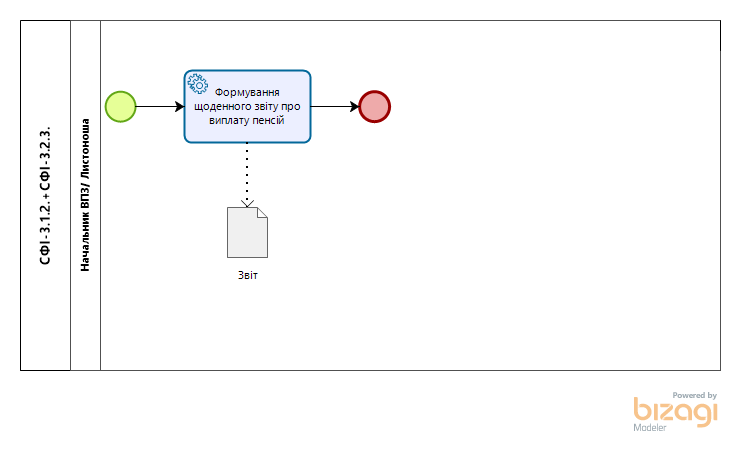 СФІ - 3.1.2. + СФІ - 3.2.3.
Начальник ВПЗ/ Листоноша
Формування
щоденного звіту про
виплату пенсій
Звіт
Powered by
bizagi
Modeler